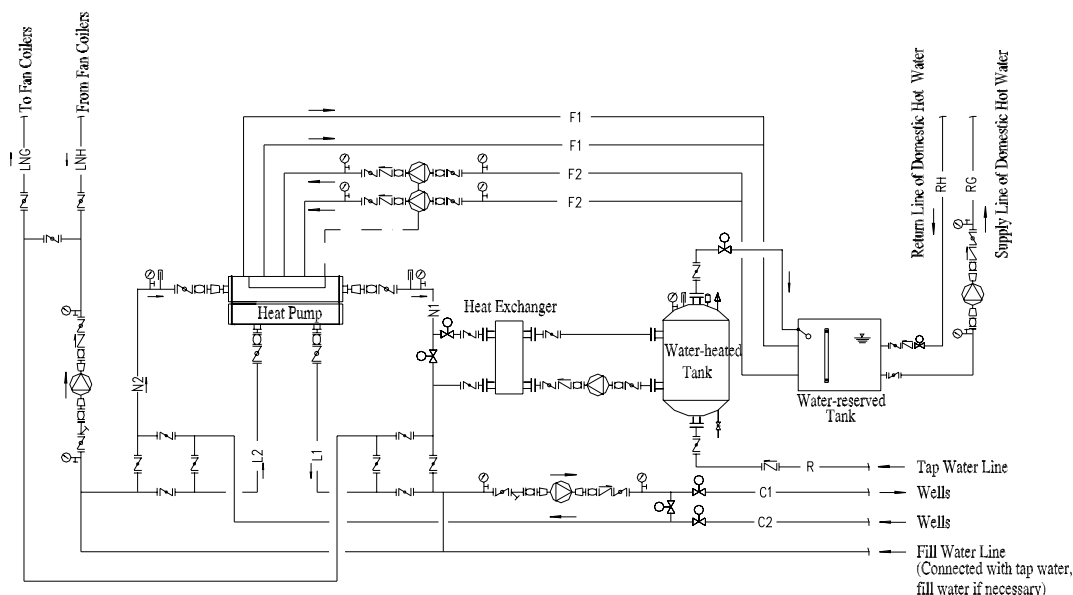 To Fan Coilers
From Fan Coilers
LNG
LNH
F1
F1
F2
F2
Return Line of Domestic Hot Water
Supply Line of Domestic Hot Water
RH
RG
Heat Pump
N1
N2
Heat Exchanger
Water-heated
Tank
Water-reserved
Tank
L2
L1
R
Tap Water Line
C1
Wells
C2
Wells
Fill Water Line
(Connected with tap water,
fill water if necessary)